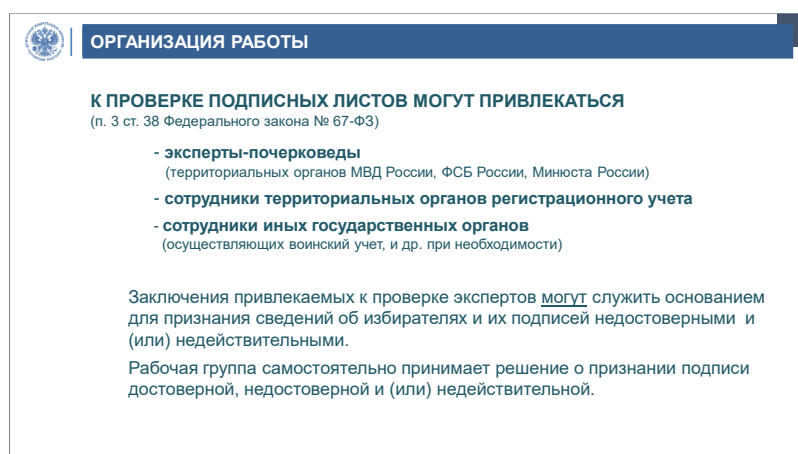 ОРГАНИЗАЦИЯ РАБОТЫ
К ПРОВЕРКЕ ПОДПИСНЫХ ЛИСТОВ МОГУТ ПРИВЛЕКАТЬСЯ
(п. 3 ст. 38 Федерального закона № 67-ФЗ)
- эксперты-почерковеды
(территориальных органов МВД России, ФСБ России, Минюста России)
- сотрудники территориальных органов регистрационного учета
- сотрудники иных государственных органов
(осуществляющих воинский учет, и др. при необходимости)
Заключения привлекаемых к проверке экспертов могут служить основанием
для признания сведений об избирателях и их подписей недостоверными и
(или) недействительными.
Рабочая группа самостоятельно принимает решение о признании подписи
достоверной, недостоверной и (или) недействительной.